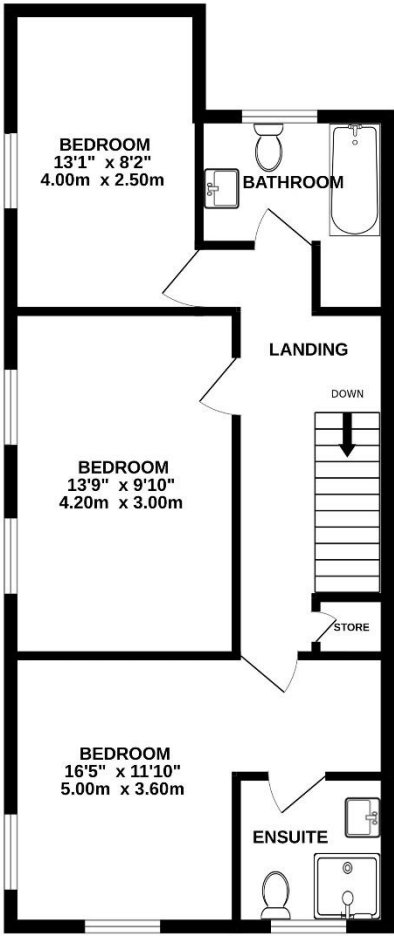 BEDROOM
13'1" x 8'2"
4.00m x 2.50m
BATHROOM
LANDING
DOWN
BEDROOM
13'9" x 9'10"
4.20m x 3.00m
STORE
BEDROOM
16'5" x 11'10"
5.00m x 3.60m
ENSUITE